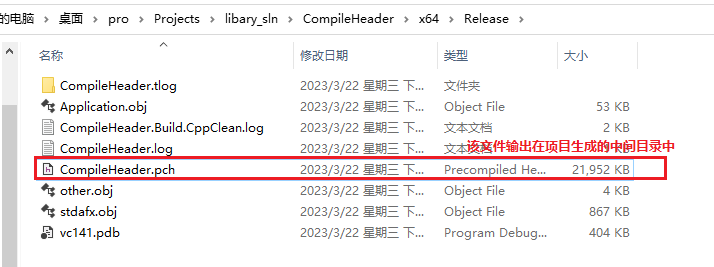 的电脑 › 桌面 › pro › Projects › libary_sln › CompileHeader › x64 › Release ›
名称 修改日期 类型 大小
CompileHeader.tlog 2023/3/22 星期三 下... 文件夹
Application.obj 2023/3/22 星期三 下... Object File 53 KB
CompileHeader.Build.CppClean.log 2023/3/22 星期三 下... 文本文档 2 KB
该文件输出在项目生成的中间目录中
CompileHeader.log 2023/3/22 星期三 下... 文本文档
CompileHeader.pch 2023/3/22 星期三 下... Precompiled He... 21,952 KB
other.obj 2023/3/22 星期三 下... Object File 4 KB
stdafx.obj 2023/3/22 星期三 下... Object File 867 KB
vc141.pdb 2023/3/22 星期三 下... Program Debug... 404 KB